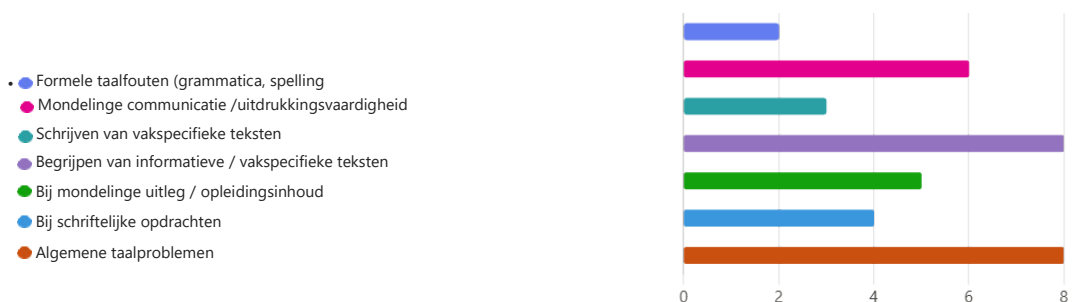 • Formele taalfouten (grammatica, spelling
Mondelinge communicatie /uitdrukkingsvaardigheid
Schrijven van vakspecifieke teksten
Begrijpen van informatieve / vakspecifieke teksten
Bij mondelinge uitleg / opleidingsinhoud
Bij schriftelijke opdrachten
Algemene taalproblemen
0 2 4 6 8